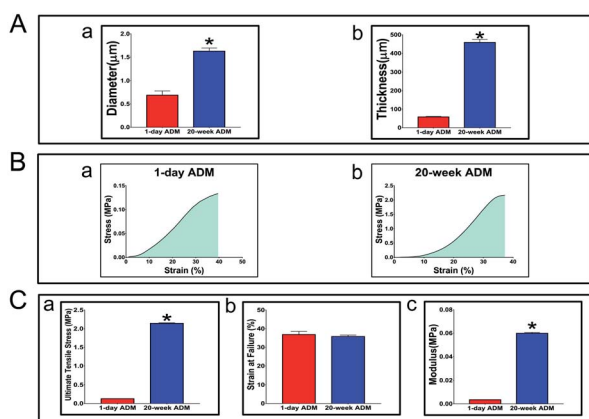 A
a
b
Diameter(μm)
2.0
1.5
1.0
0.5
0.0
*
1-day ADM 20-week ADM
Thickness(μm)
500
400
300
200
100
0
*
1-day ADM 20-week ADM
B
a
1-day ADM
Stress (MPa)
0.15
0.10
0.05
0.00
0 10 20 30 40 50
Strain (%)
b
20-week ADM
Stress (MPa)
2.5
2.0
1.5
1.0
0.5
0.0
0 10 20 30 40
Strain (%)
C
a
Ultimate Tensile Stress (MPa)
2.5
2.0
1.5
1.0
0.5
0.0
*
1-day ADM 20-week ADM
b
Strain at Failure (%)
50
40
30
20
10
0
1-day ADM 20-week ADM
c
Modulus(MPa)
0.08
0.06
0.04
0.02
0.00
*
1-day ADM 20-week ADM